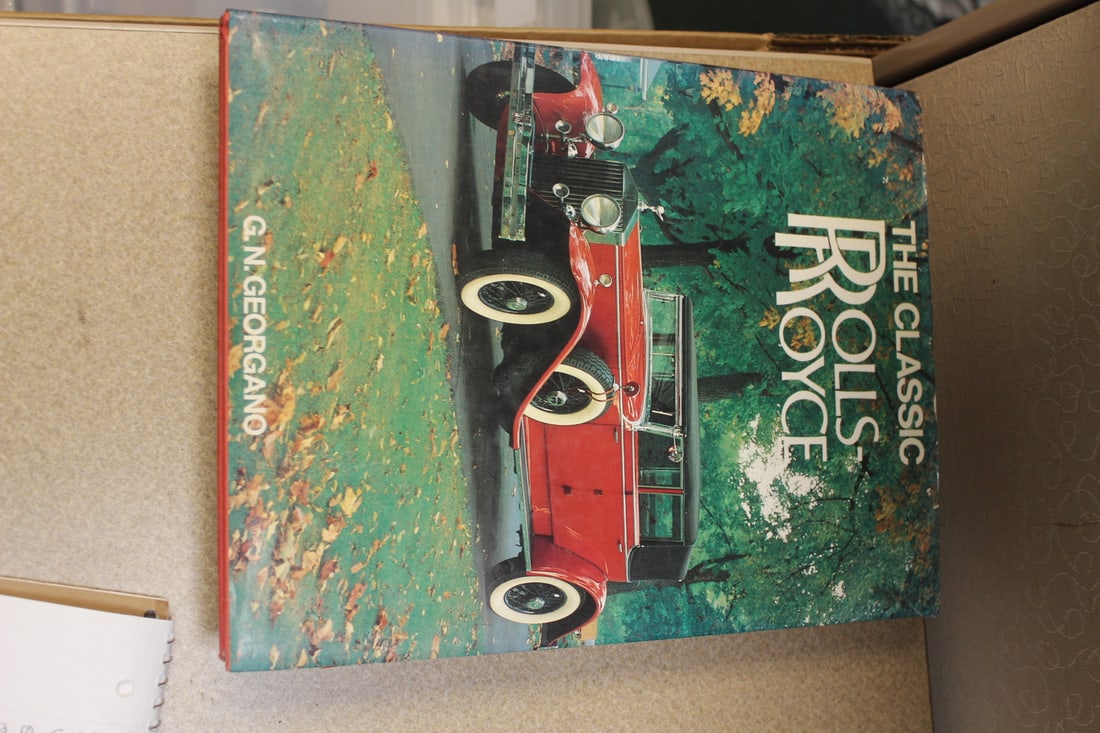 THE CLASSIC
ROLLS-
ROYCE
G. N. GEORGANO